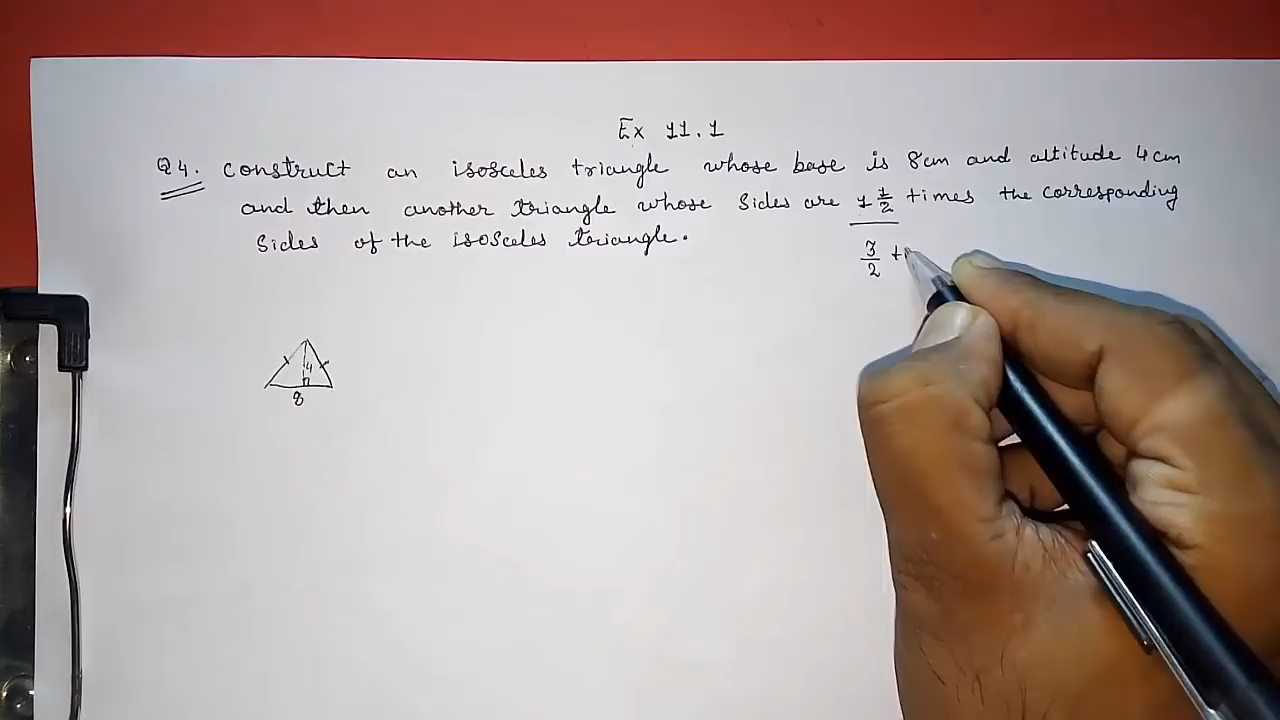 Ex 11.1
Q4. Construct an isosceles triangle whose base is 8cm and altitude 4cm
and then another triangle whose sides are 1 1/2 times the corresponding
sides of the isosceles triangle.
3/2 t
4
8